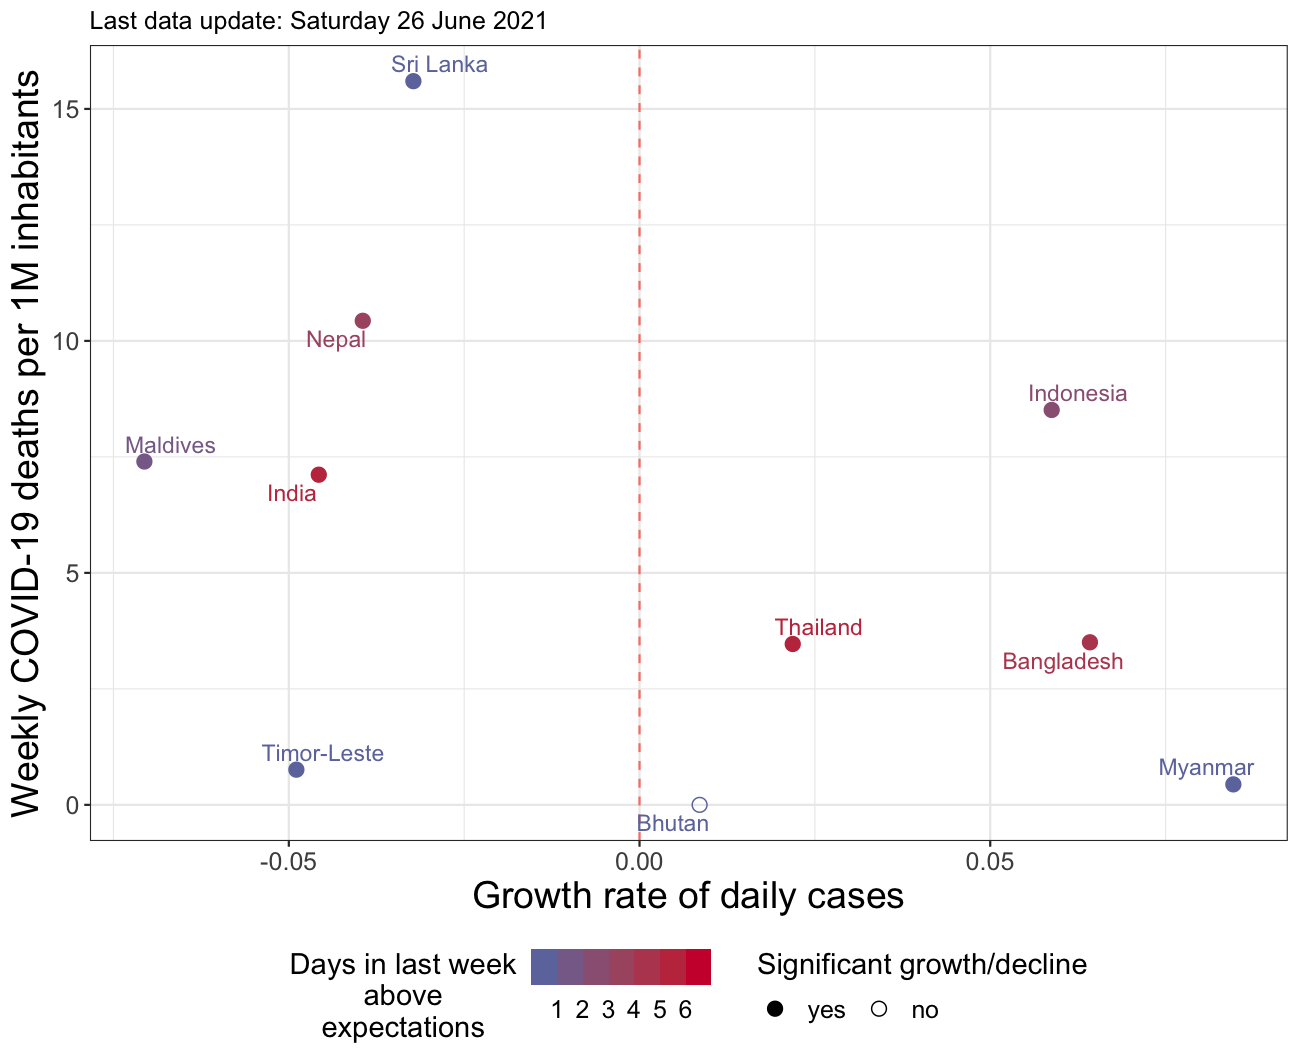 Last data update: Saturday 26 June 2021
Weekly COVID-19 deaths per 1M inhabitants
15
10
5
0
Sri Lanka
Nepal
Indonesia
Maldives
India
Thailand
Bangladesh
Timor-Leste
Myanmar
Bhutan
-0.05 0.00 0.05
Growth rate of daily cases
Days in last week
above
expectations
1 2 3 4 5 6
Significant growth/decline
yes no